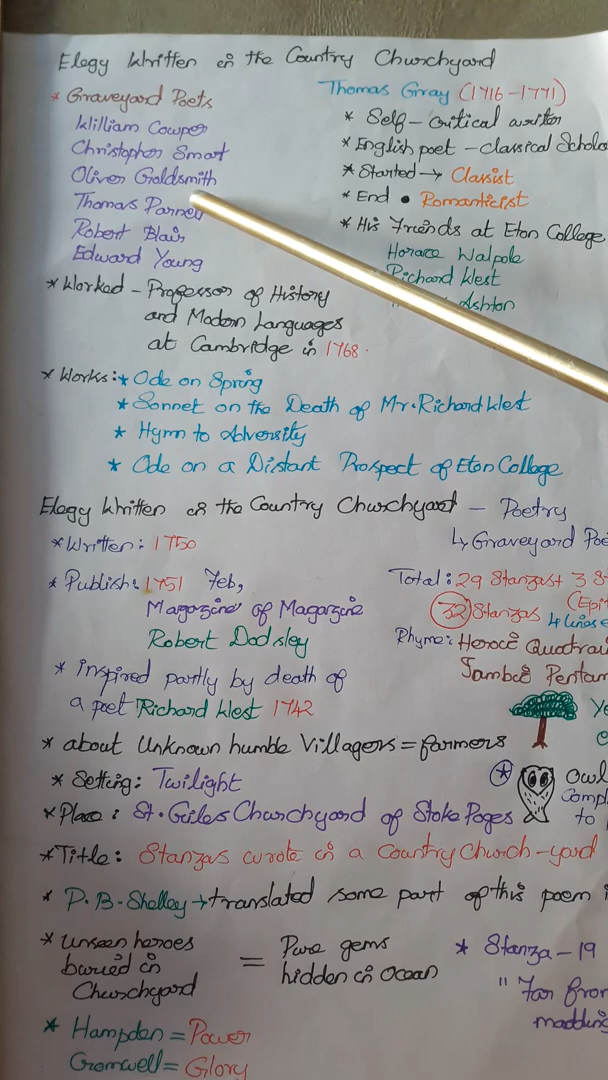 Elegy Written in the Country Churchyard
* Graveyard Poets
William Cowper
Christopher Smart
Oliver Goldsmith
Thomas Parnell
Robert Blair
Edward Young
Thomas Gray (1716-1771)
* Self-critical writer
* English poet - classical Schola
* Started → Classist
* End • Romanticist
* His Friends at Eton College
Horace Walpole
Richard West
Ashton
* Worked - Professor of History
and Modern Languages
at Cambridge in 1768.
* Works: * Ode on Spring
* Sonnet on the Death of Mr. Richard West
* Hymn to Adversity
* Ode on a Distant Prospect of Eton College
Elegy Written in the Country Churchyard - Poetry
↳ Graveyard Poe
* Written: 1750
* Publish: 1751 Feb,
Magarzine of Magarzine
Robert Dodsley
Total: 29 Stanzas + 3 S
(Epi
32 Stanzas 4 lines
Rhyme: Heroic Quatrai
Iambic Pentam
* inspired partly by death of
a poet Richard West 1742
Ye
* about Unknown humble Villagers = farmers
* Setting: Twilight
* Owl
Compl
to
* Place: St. Giles Churchyard of Stoke Poges
* Title: Stanzas wrote in a Country Church-yard
* P.B. Shelley → translated some part of this poem i
* Unseen heroes
buried in
Churchyard
= Pure gems
hidden in ocean
* Stanza - 19
"Far from
madding
* Hampden = Power
Cromwell = Glory